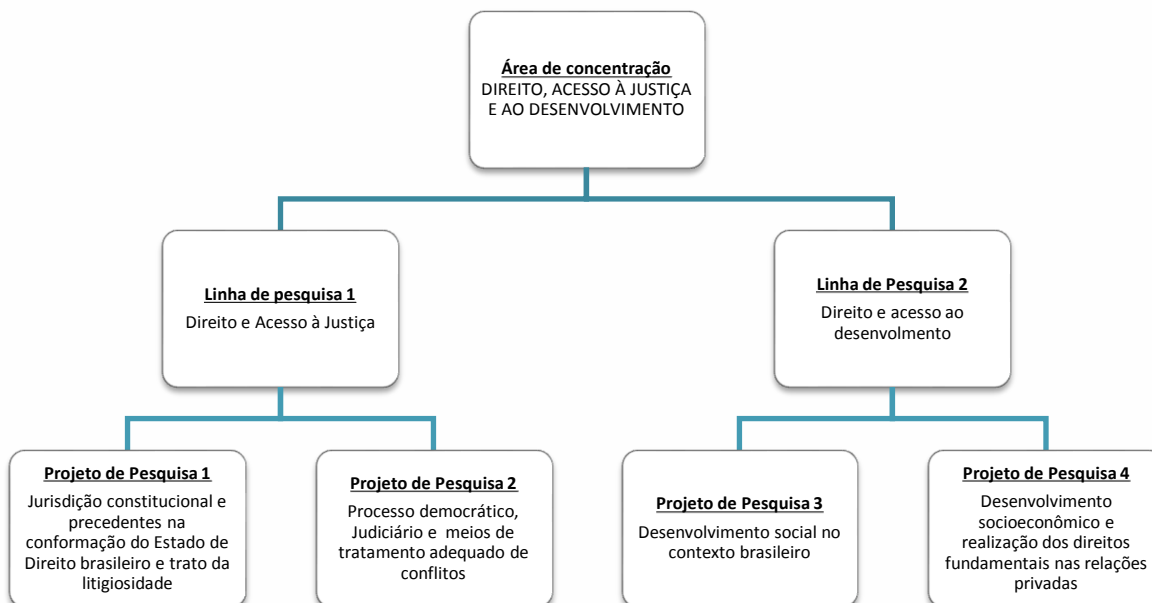 Área de concentração
DIREITO, ACESSO À JUSTIÇA
E AO DESENVOLVIMENTO
Linha de pesquisa 1
Direito e Acesso à Justiça
Linha de Pesquisa 2
Direito e acesso ao
desenvolmento
Projeto de Pesquisa 1
Jurisdição constitucional e
precedentes na
conformação do Estado de
Direito brasileiro e trato da
litigiosidade
Projeto de Pesquisa 2
Processo democrático,
Judiciário e meios de
tratamento adequado de
conflitos
Projeto de Pesquisa 3
Desenvolvimento social no
contexto brasileiro
Projeto de Pesquisa 4
Desenvolvimento
socioeconômico e
realização dos direitos
fundamentais nas relações
privadas